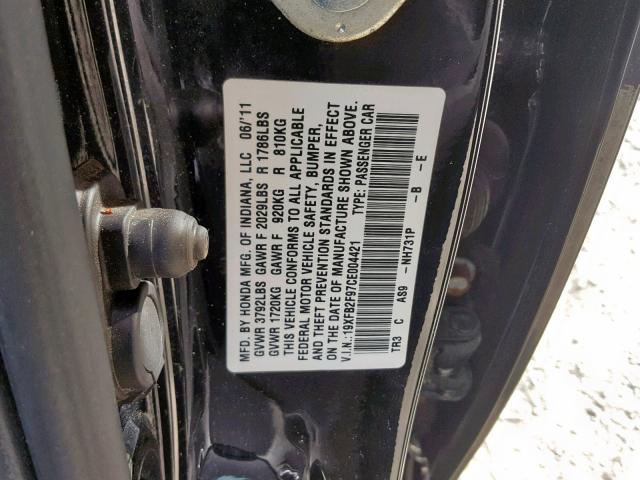 MFD. BY HONDA MFG. OF INDIANA, LLC 06/'11
GVWR 3792LBS GAWR F 2029LBS R 1786LBS
GVWR 1720KG GAWR F 920KG R 810KG
THIS VEHICLE CONFORMS TO ALL APPLICABLE
FEDERAL MOTOR VEHICLE SAFETY, BUMPER,
AND THEFT PREVENTION STANDARDS IN EFFECT
ON THE DATE OF MANUFACTURE SHOWN ABOVE.
V.I.N.: 19XFB2F97CE004421 TYPE: PASSENGER CAR
TR3 C AS9 -NH731P -B -E